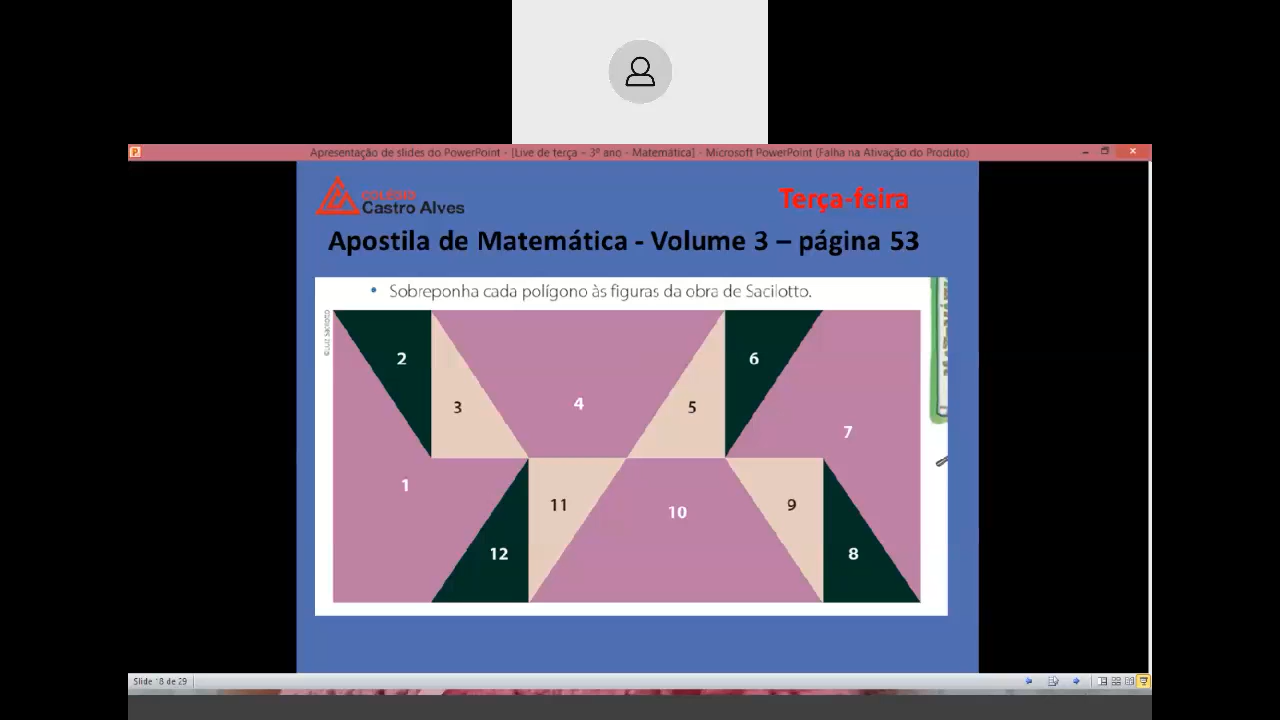 Apresentação de slides do PowerPoint - [Live de terça – 3º ano - Matemática] - Microsoft PowerPoint (Falha na Ativação do Produto)
COLÉGIO
Castro Alves
Terça-feira
Apostila de Matemática - Volume 3 – página 53
• Sobreponha cada polígono às figuras da obra de Sacilotto.
©Luiz Sacilotto
2
3
4
5
6
7
1
11
10
9
12
8
Slide 18 de 29